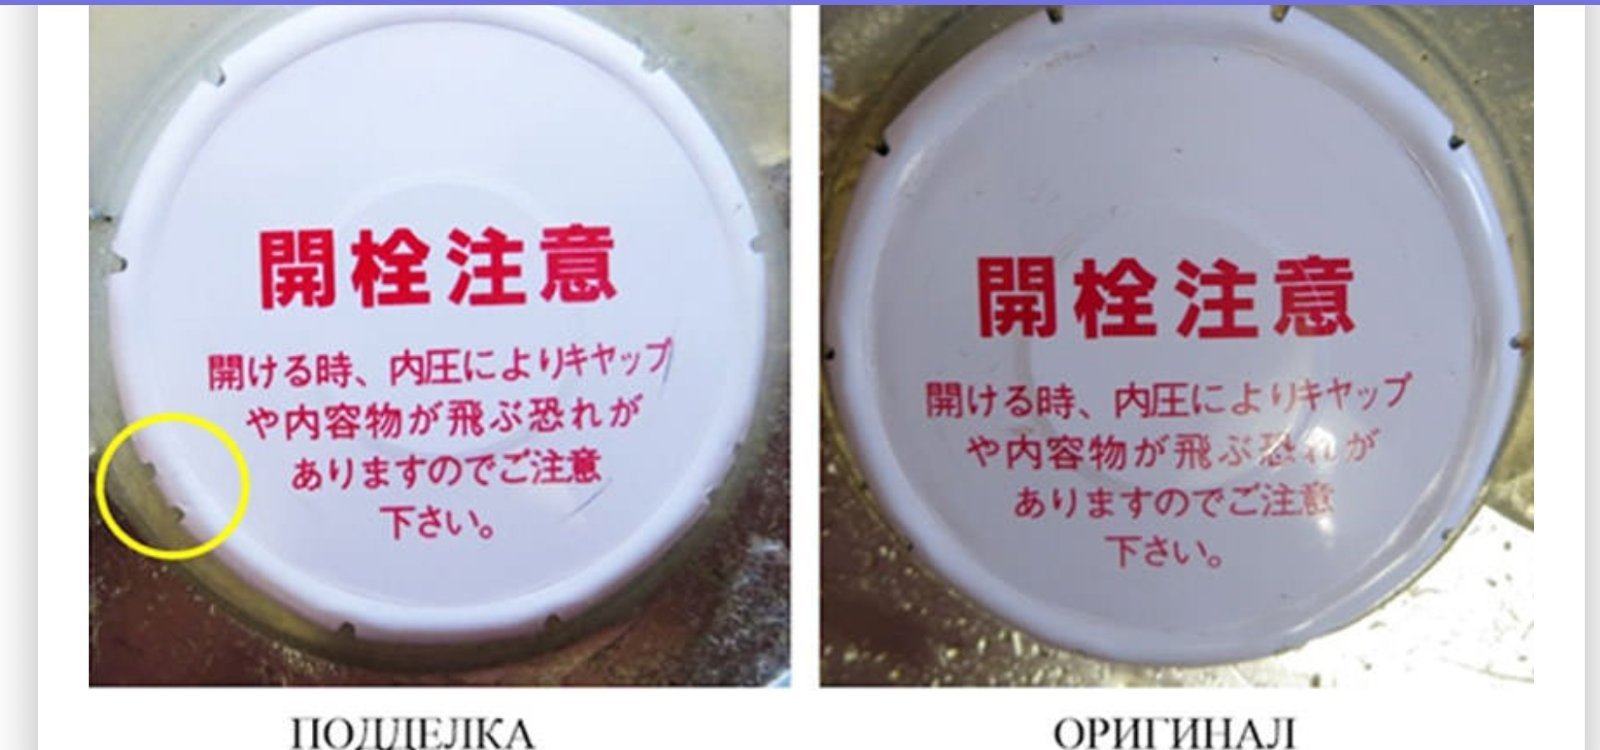 開栓注意
開ける時、内圧によりキャップ
や内容物が飛ぶ恐れが
ありますのでご注意
下さい。
開栓注意
開ける時、内圧によりキャップ
や内容物が飛ぶ恐れが
ありますのでご注意
下さい。
ПОДДЕЛКА
ОРИГИНАЛ